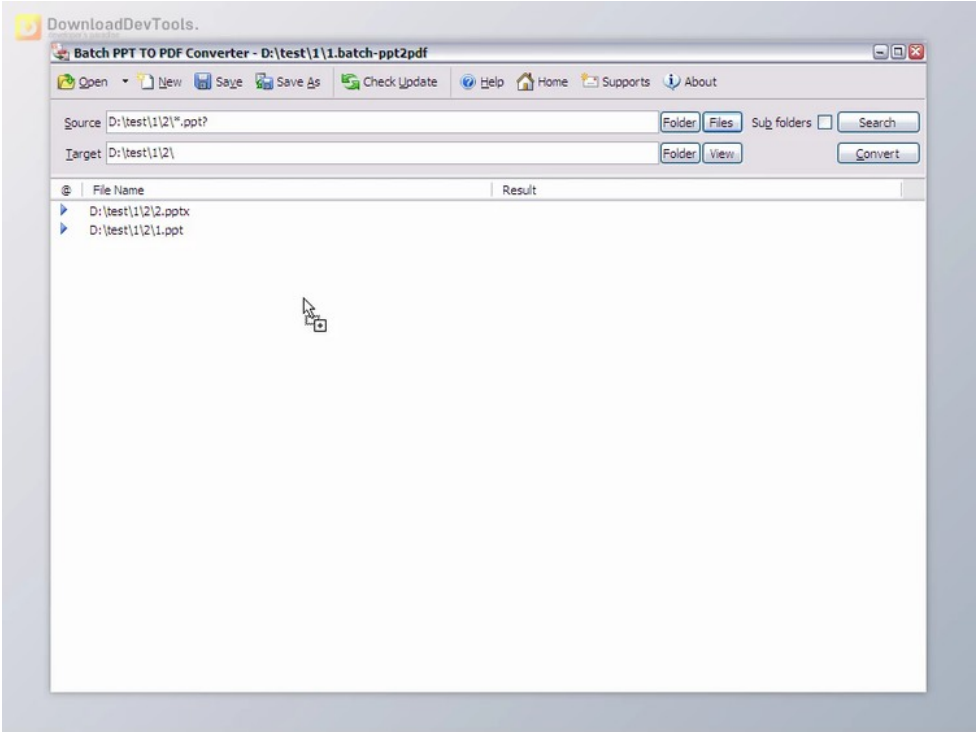 DownloadDevTools.
developer's paradise
Batch PPT TO PDF Converter - D:\test\1\1.batch-ppt2pdf
Open New Save Save As Check Update Help Home Supports About
Source D:\test\1\2\*.ppt? Folder Files Sub folders Search
Target D:\test\1\2\ Folder View Convert
@ File Name Result
D:\test\1\2\2.pptx
D:\test\1\2\1.ppt